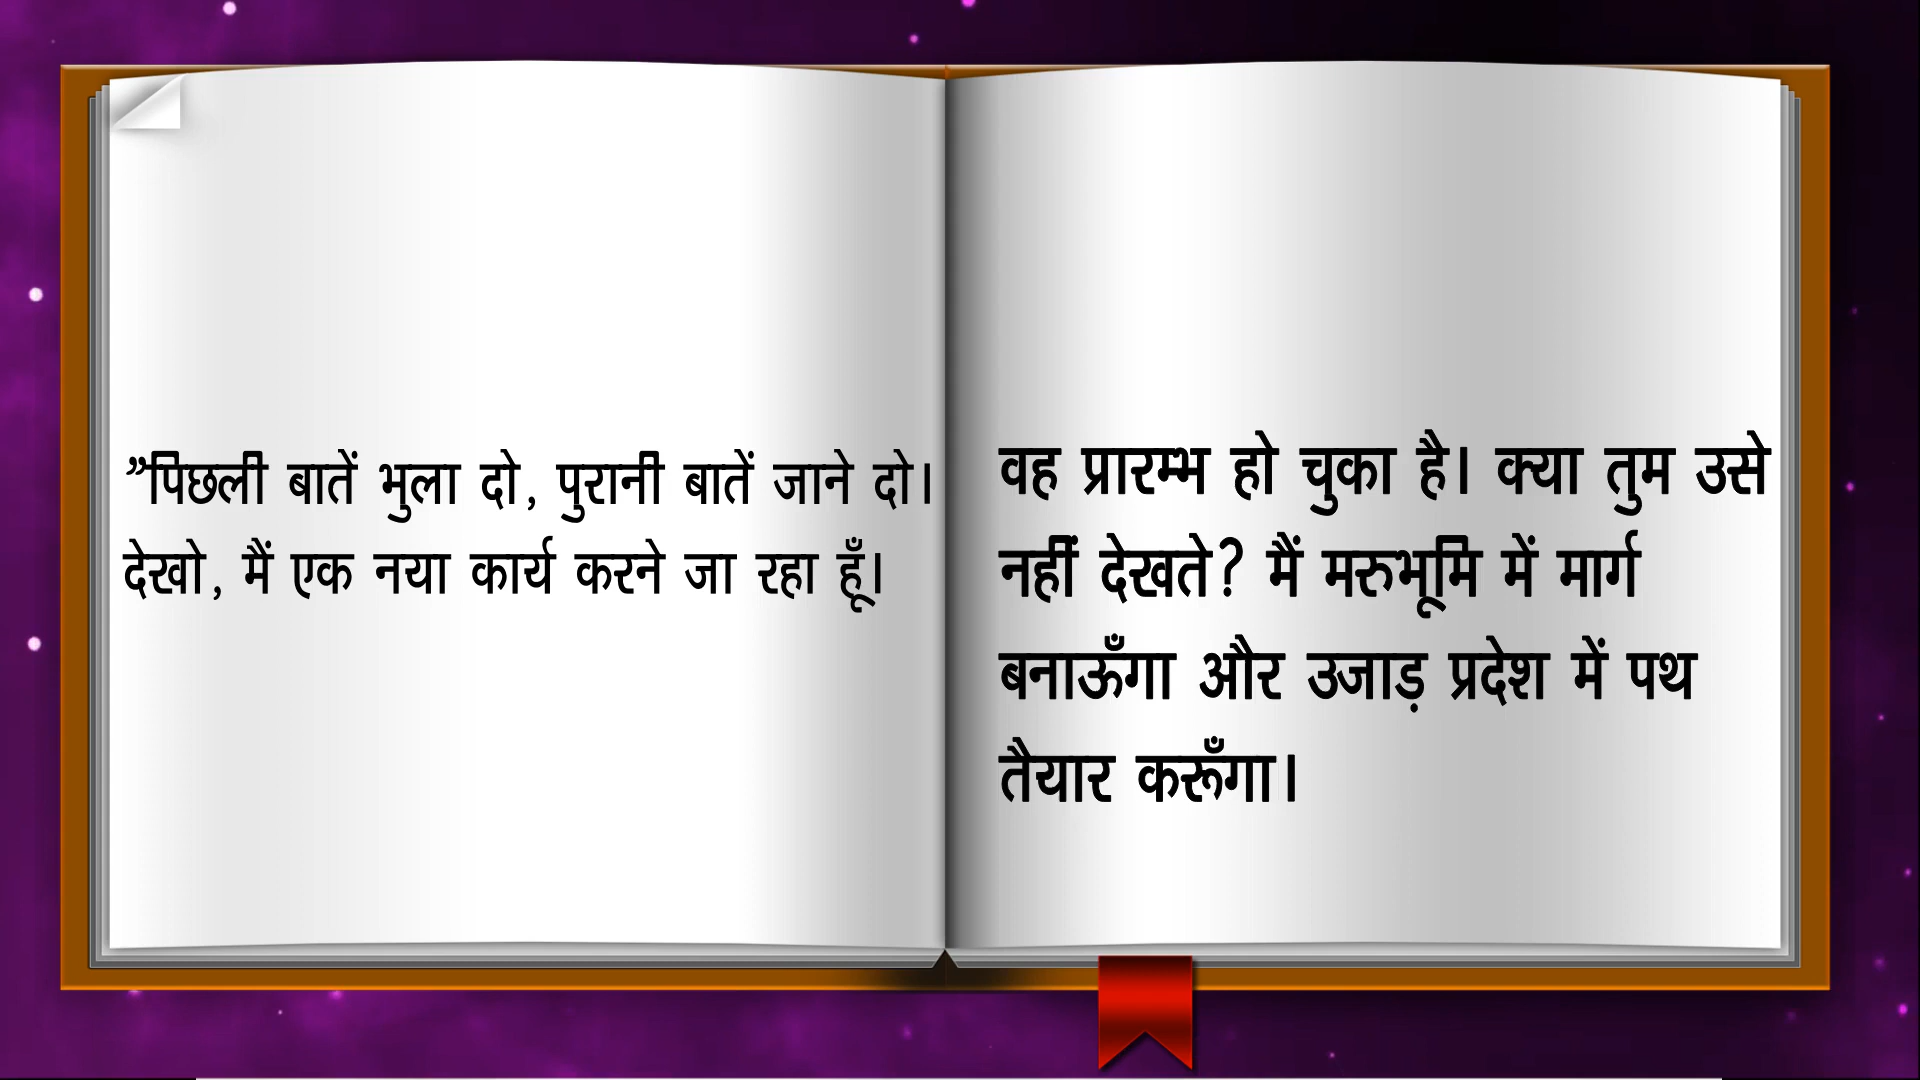 ”पिछली बातें भुला दो, पुरानी बातें जाने दो।
देखो, मैं एक नया कार्य करने जा रहा हूँ।
वह प्रारम्भ हो चुका है। क्या तुम उसे
नहीं देखते? मैं मरुभूमि में मार्ग
बनाऊँगा और उजाड़ प्रदेश में पथ
तैयार करूँगा।